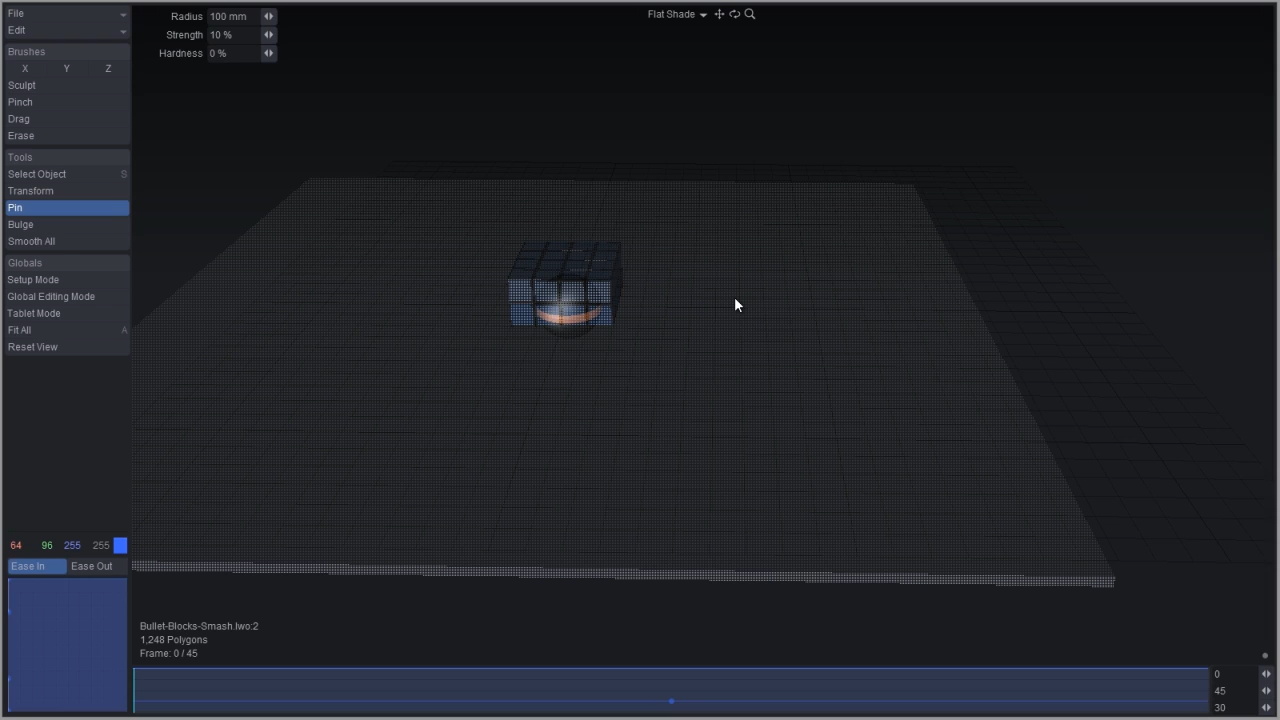 File
Edit
Brushes
X Y Z
Sculpt
Pinch
Drag
Erase
Tools
Select Object S
Transform
Pin
Bulge
Smooth All
Globals
Setup Mode
Global Editing Mode
Tablet Mode
Fit All A
Reset View
64 96 255 255
Ease In Ease Out
Radius 100 mm
Strength 10 %
Hardness 0 %
Flat Shade
Bullet-Blocks-Smash.lwo:2
1,248 Polygons
Frame: 0 / 45
0
45
30